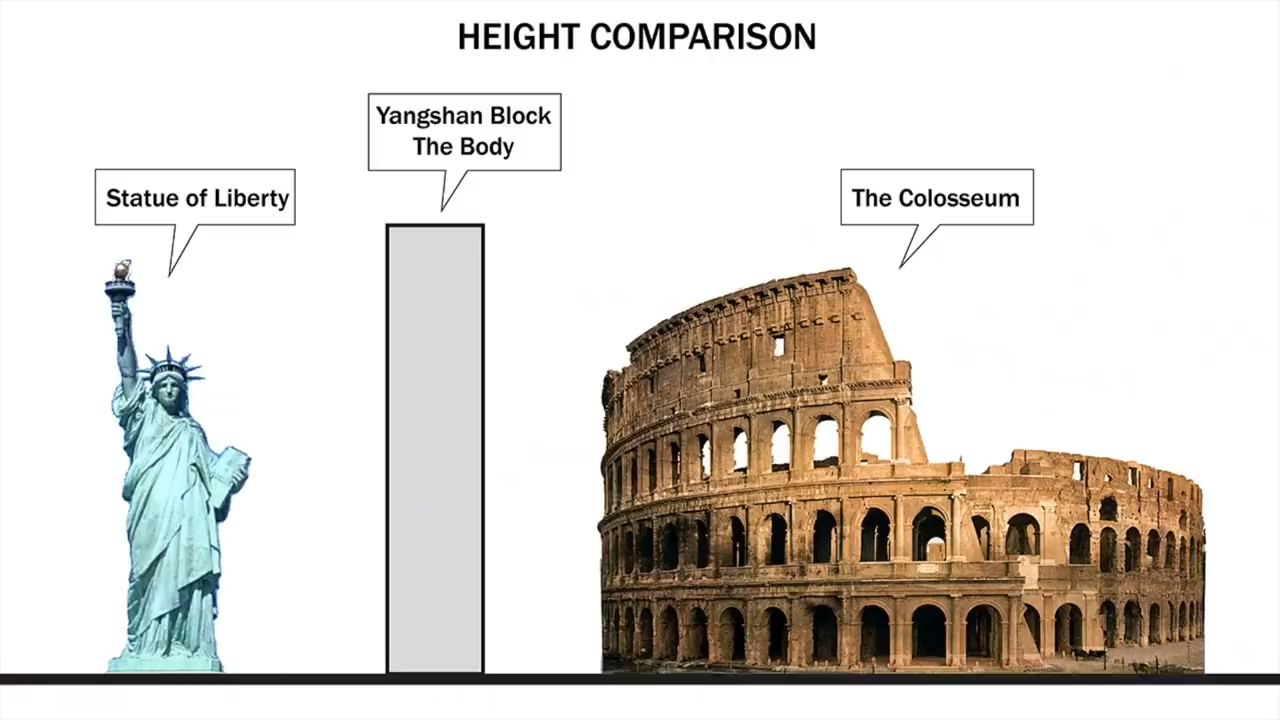 HEIGHT COMPARISON
Yangshan Block
The Body
Statue of Liberty
The Colosseum